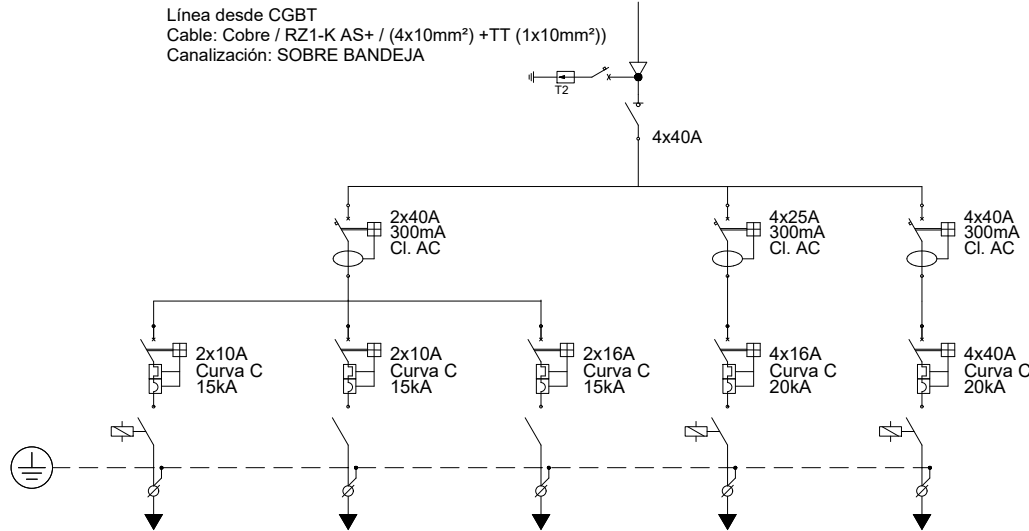 Línea desde CGBT
Cable: Cobre / RZ1-K AS+ / (4x10mm²) +TT (1x10mm²))
Canalización: SOBRE BANDEJA
T2
4x40A
2x40A
300mA
Cl. AC
4x25A
300mA
Cl. AC
4x40A
300mA
Cl. AC
2x10A
Curva C
15kA
2x10A
Curva C
15kA
2x16A
Curva C
15kA
4x16A
Curva C
20kA
4x40A
Curva C
20kA